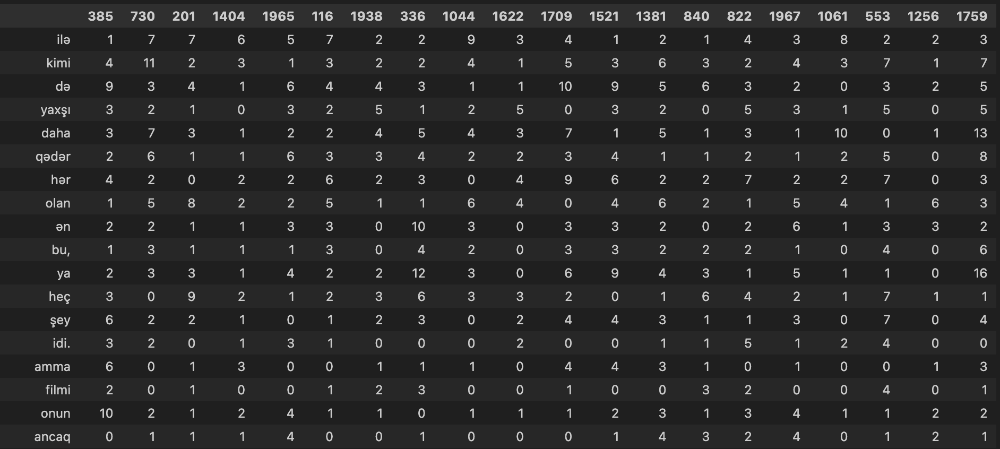 385 730 201 1404 1965 116 1938 336 1044 1622 1709 1521 1381 840 822 1967 1061 553 1256 1759
ilə 1 7 7 6 5 7 2 2 9 3 4 1 2 1 4 3 8 2 2 3
kimi 4 11 2 3 1 3 2 2 4 1 5 3 6 3 2 4 3 7 1 7
də 9 3 4 1 6 4 4 3 1 1 10 9 5 6 3 2 0 3 2 5
yaxşı 3 2 1 0 3 2 5 1 2 5 0 3 2 0 5 3 1 5 0 5
daha 3 7 3 1 2 2 4 5 4 3 7 1 5 1 3 1 10 0 1 13
qədər 2 6 1 1 6 3 3 4 2 2 3 4 1 1 2 1 2 5 0 8
hər 4 2 0 2 2 6 2 3 0 4 9 6 2 2 7 2 2 7 0 3
olan 1 5 8 2 2 5 1 1 6 4 0 4 6 2 1 5 4 1 6 3
ən 2 2 1 1 3 3 0 10 3 0 3 3 2 0 2 6 1 3 3 2
bu, 1 3 1 1 1 3 0 4 2 0 3 3 2 2 2 1 0 4 0 6
ya 2 3 3 1 4 2 2 12 3 0 6 9 4 3 1 5 1 1 0 16
heç 3 0 9 2 1 2 3 6 3 3 2 0 1 6 4 2 1 7 1 1
şey 6 2 2 1 0 1 2 3 0 2 4 4 3 1 1 3 0 7 0 4
idi. 3 2 0 1 3 1 0 0 0 2 0 0 1 1 5 1 2 4 0 0
amma 6 0 1 3 0 0 1 1 1 0 4 4 3 1 0 1 0 0 1 3
filmi 2 0 1 0 0 1 2 3 0 0 1 0 0 3 2 0 0 4 0 1
onun 10 2 1 2 4 1 1 0 1 1 1 2 3 1 3 4 1 1 2 2
ancaq 0 1 1 1 4 0 0 1 0 0 0 1 4 3 2 4 0 1 2 1